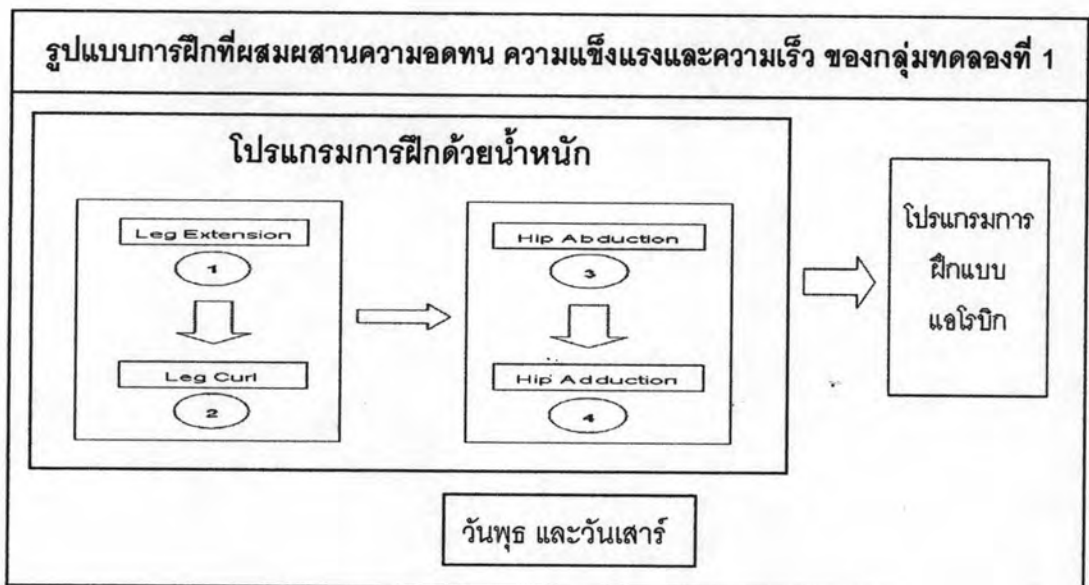 รูปแบบการฝึกที่ผสมผสานความอดทน ความแข็งแรงและความเร็ว ของกลุ่มทดลองที่ 1
โปรแกรมการฝึกด้วยน้ำหนัก
Leg Extension
1
Leg Curl
2
Hip Abduction
3
Hip Adduction
4
โปรแกรมการ
ฝึกแบบ
แอโรบิก
วันพุธ และวันเสาร์